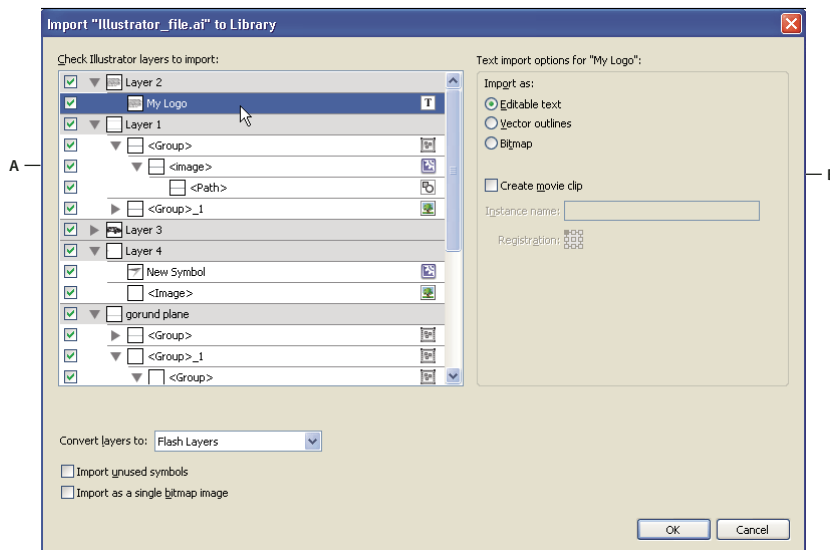 Import "Illustrator_file.ai" to Library
Check Illustrator layers to import:
Layer 2
My Logo
T
Layer 1
<Group>
<image>
<Path>
<Group>_1
Layer 3
Layer 4
New Symbol
<Image>
gorund plane
<Group>
<Group>_1
<Group>
A
Text import options for "My Logo":
Import as:
Editable text
Vector outlines
Bitmap
Create movie clip
Instance name:
Registration:
Convert layers to: Flash Layers
Import unused symbols
Import as a single bitmap image
OK Cancel